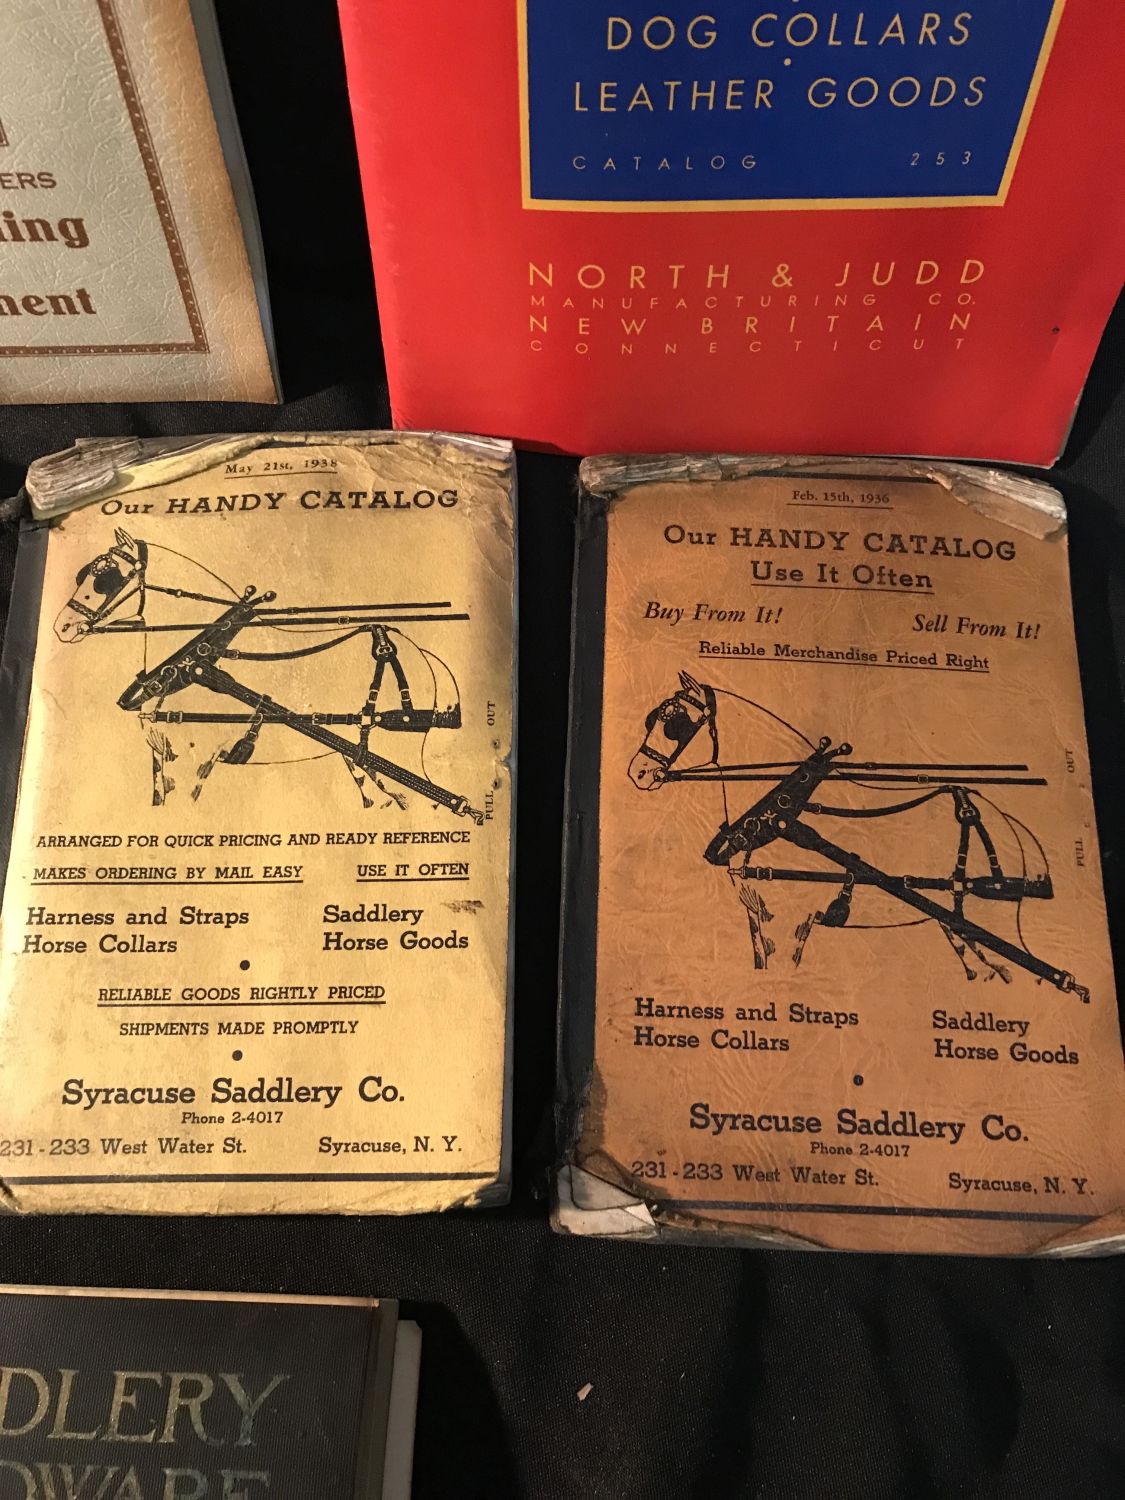 ERS
ing
ment
DOG COLLARS
•
LEATHER GOODS
CATALOG 253
NORTH & JUDD
MANUFACTURING CO.
NEW BRITAIN
CONNECTICUT
May 21st, 1938
Our HANDY CATALOG
PULL OUT
ARRANGED FOR QUICK PRICING AND READY REFERENCE
MAKES ORDERING BY MAIL EASY USE IT OFTEN
Harness and Straps Saddlery
Horse Collars Horse Goods
•
RELIABLE GOODS RIGHTLY PRICED
SHIPMENTS MADE PROMPTLY
•
Syracuse Saddlery Co.
Phone 2-4017
231-233 West Water St. Syracuse, N. Y.
Feb. 15th, 1936
Our HANDY CATALOG
Use It Often
Buy From It! Sell From It!
Reliable Merchandise Priced Right
PULL OUT
Harness and Straps Saddlery
Horse Collars Horse Goods
•
Syracuse Saddlery Co.
Phone 2-4017
231-233 West Water St. Syracuse, N. Y.
DLERY
DWARE